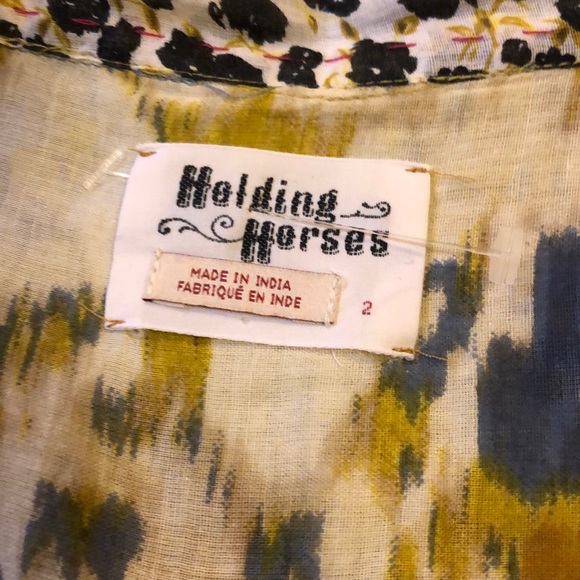 Holding
Horses
MADE IN INDIA
FABRIQUÉ EN INDE
2